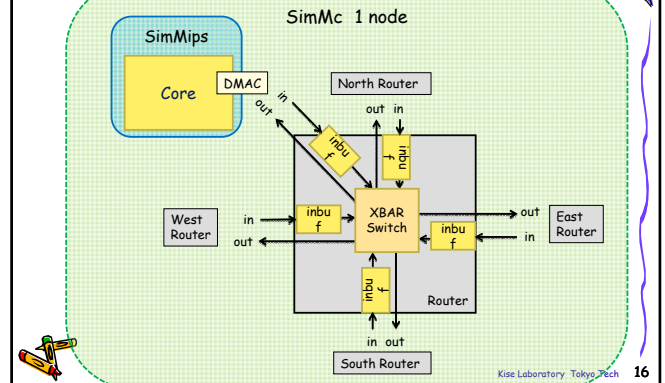 SimMc 1 node
SimMips
Core
DMAC
in
out
North Router
out in
inbu
f
inbu
f
West
Router
in
out
inbu
f
XBAR
Switch
inbu
f
out
in
East
Router
inbu
f
Router
in out
South Router
Kise Laboratory Tokyo Tech
16